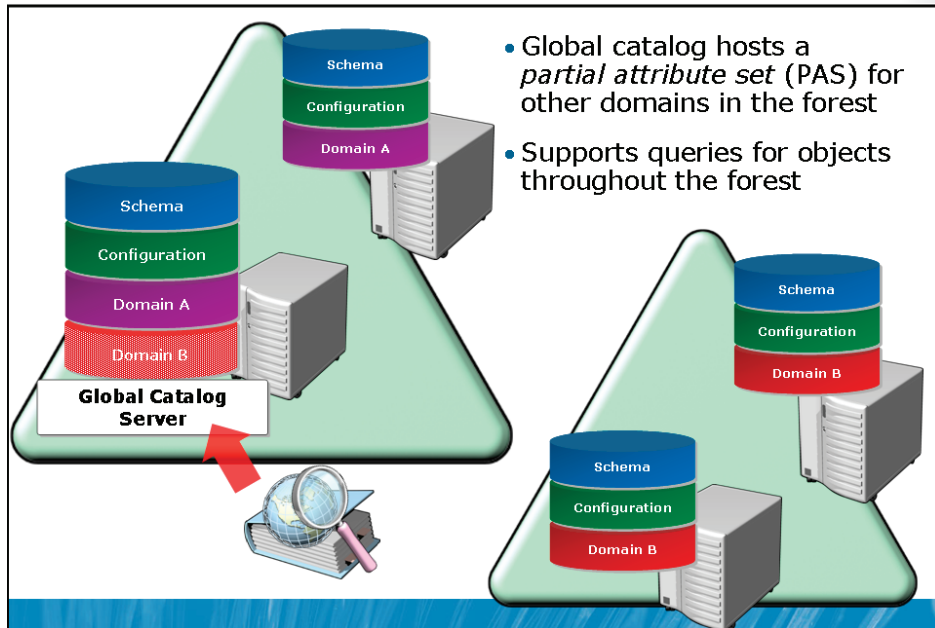 • Global catalog hosts a
partial attribute set (PAS) for
other domains in the forest
• Supports queries for objects
throughout the forest
Schema
Configuration
Domain A
Schema
Configuration
Domain A
Domain B
Global Catalog
Server
Schema
Configuration
Domain B
Schema
Configuration
Domain B